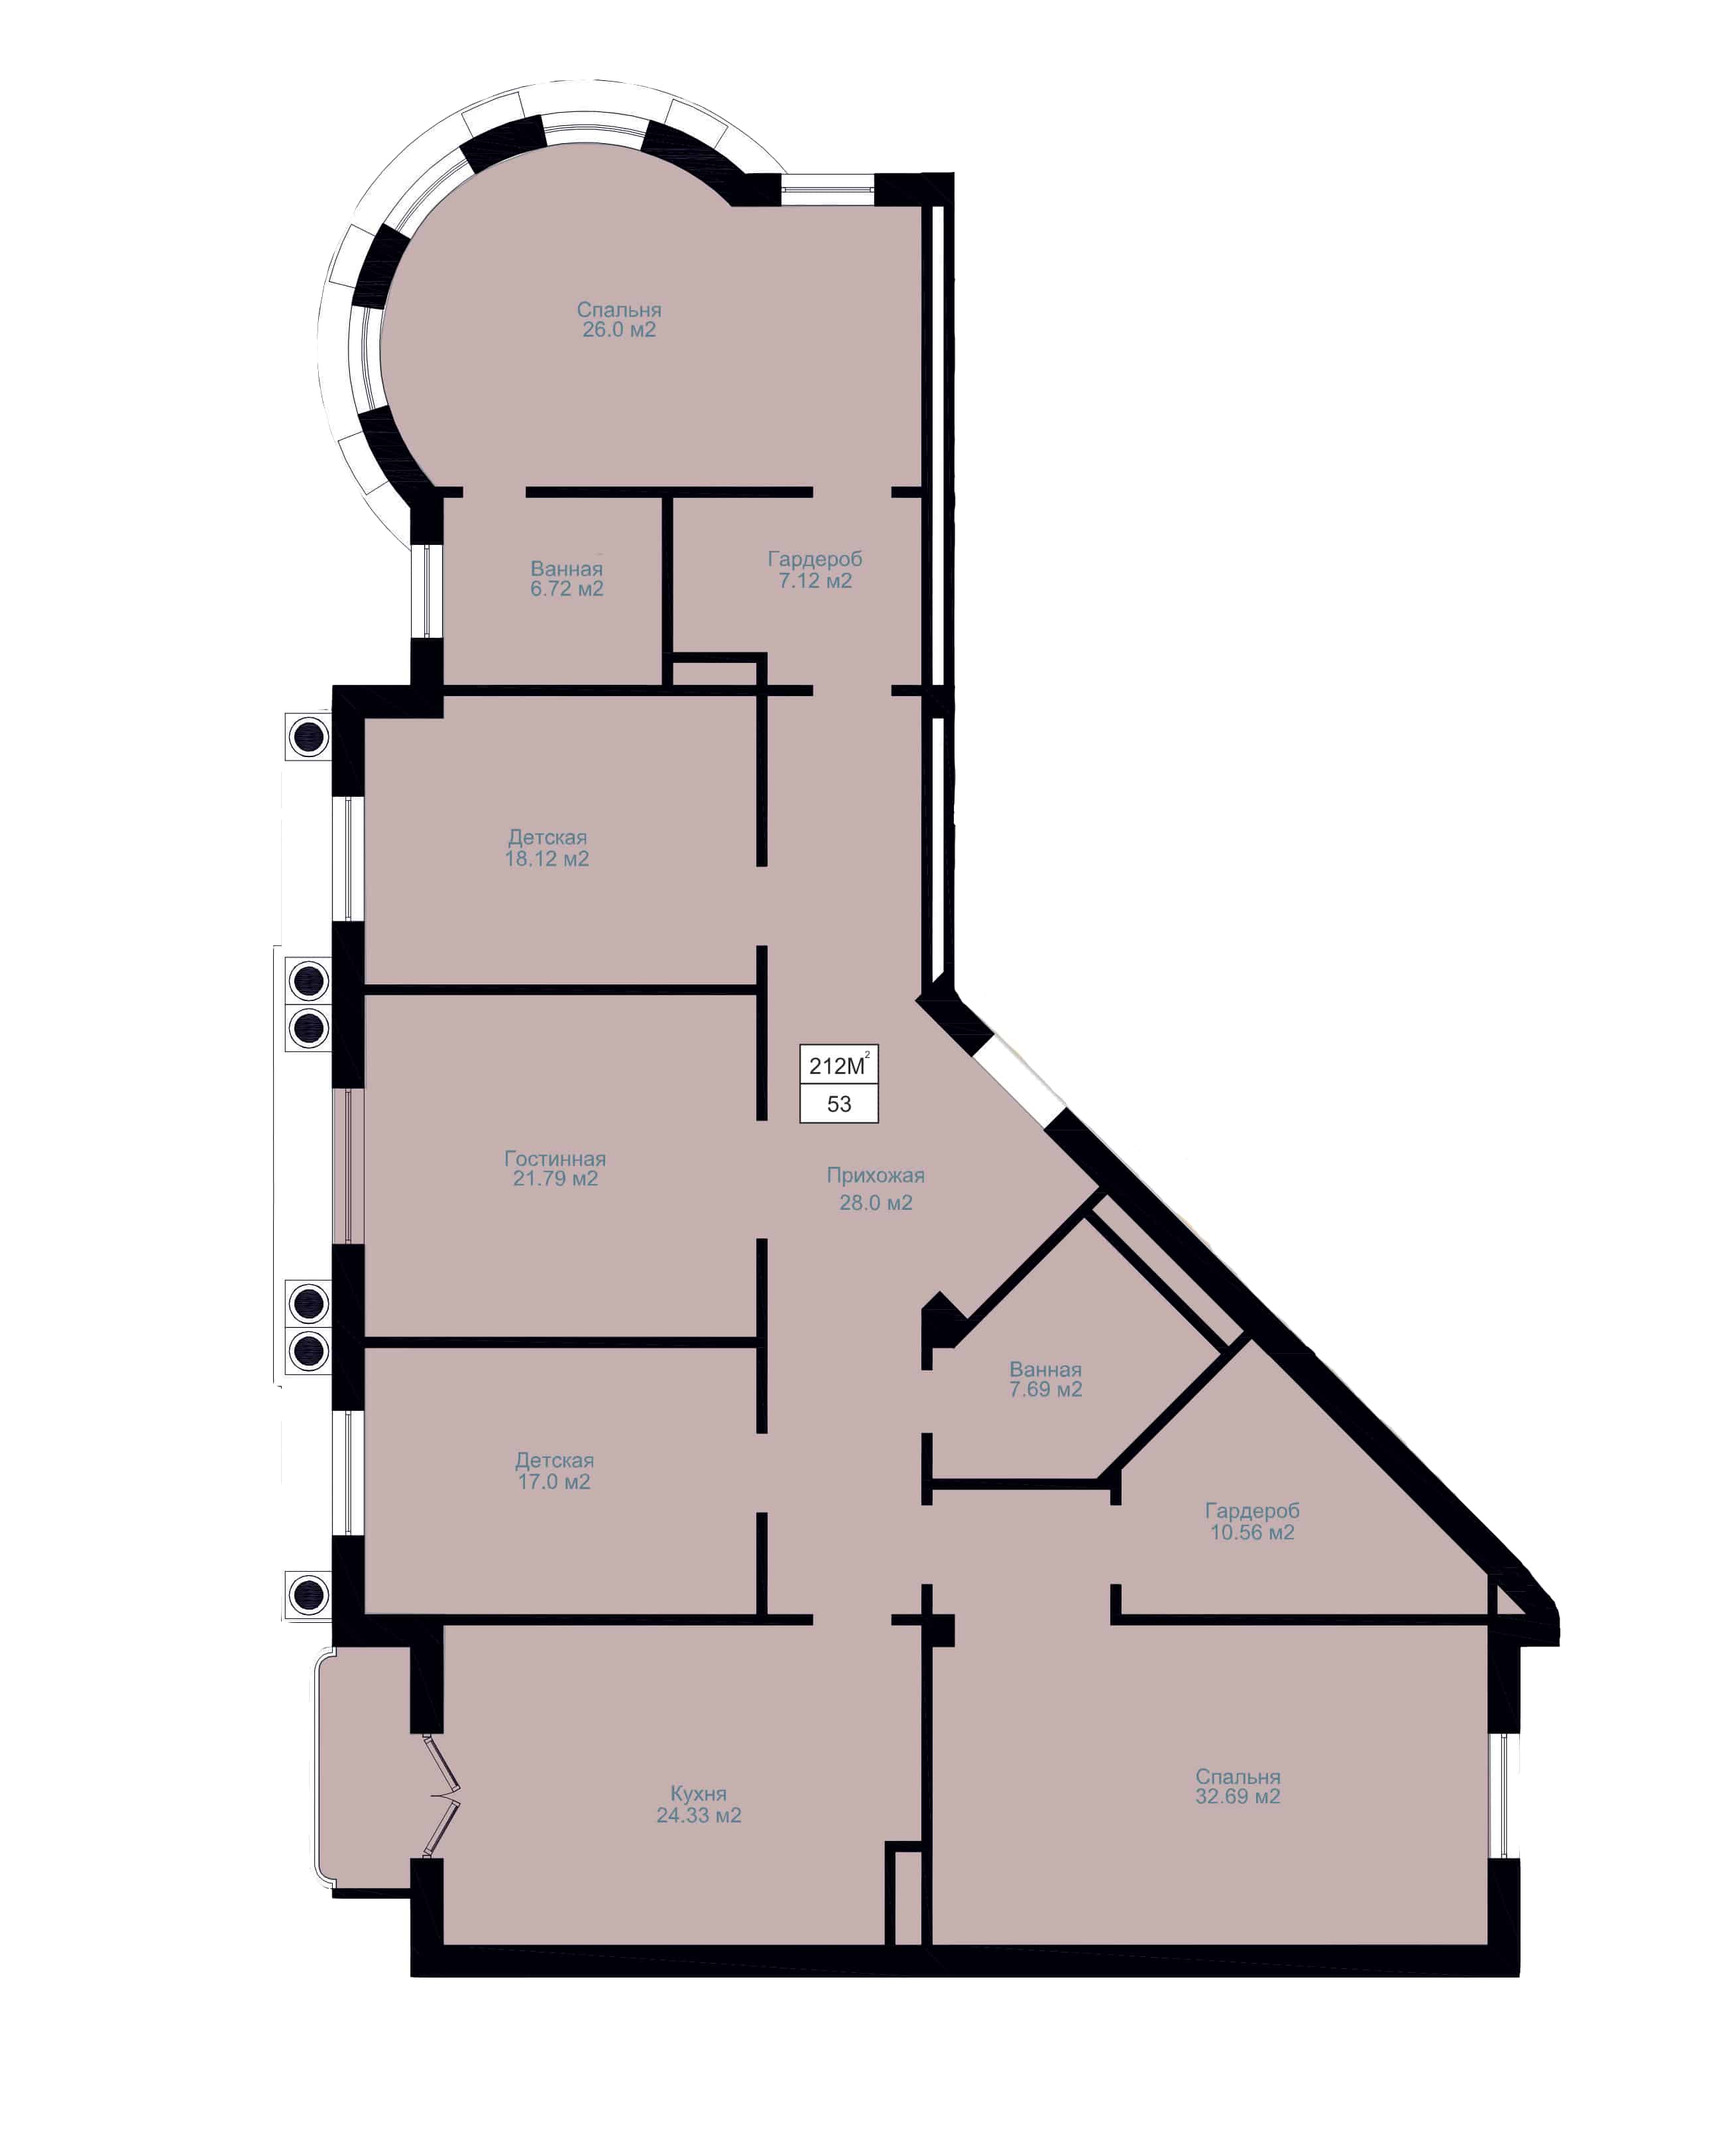 Спальня
26.0 м2
Ванная
6.72 м2
Гардероб
7.12 м2
Детская
18.12 м2
212М²
53
Гостинная
21.79 м2
Прихожая
28.0 м2
Ванная
7.69 м2
Детская
17.0 м2
Гардероб
10.56 м2
Кухня
24.33 м2
Спальня
32.69 м2